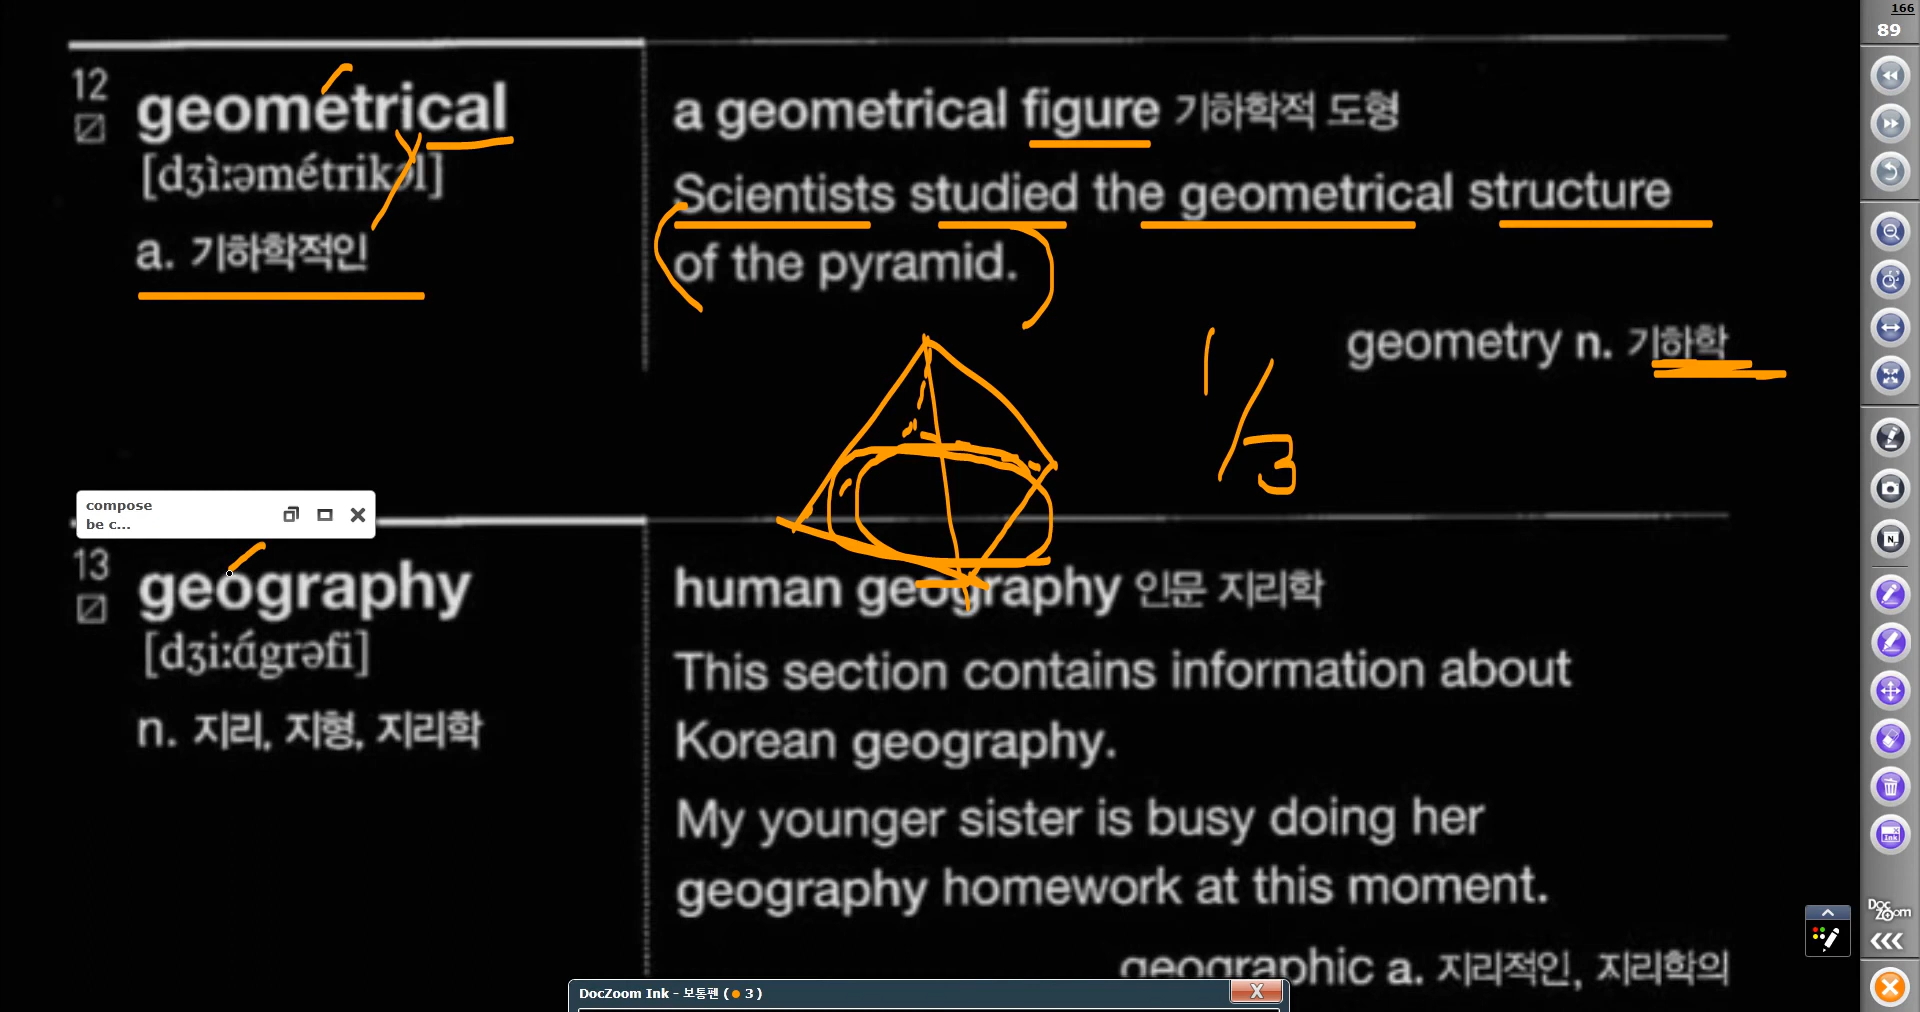 166
89
12
geometrical
[dʒìːəmétrikəl]
a. 기하학적인
a geometrical figure 기하학적 도형
Scientists studied the geometrical structure
of the pyramid.
geometry n. 기하학
1/3
compose
be c...
13
geography
[dʒiːɑ́grəfi]
n. 지리, 지형, 지리학
human geography 인문 지리학
This section contains information about
Korean geography.
My younger sister is busy doing her
geography homework at this moment.
geographic a. 지리적인, 지리학의
DocZoom Ink - 보통펜 ( 3 )
Doc
Zoom